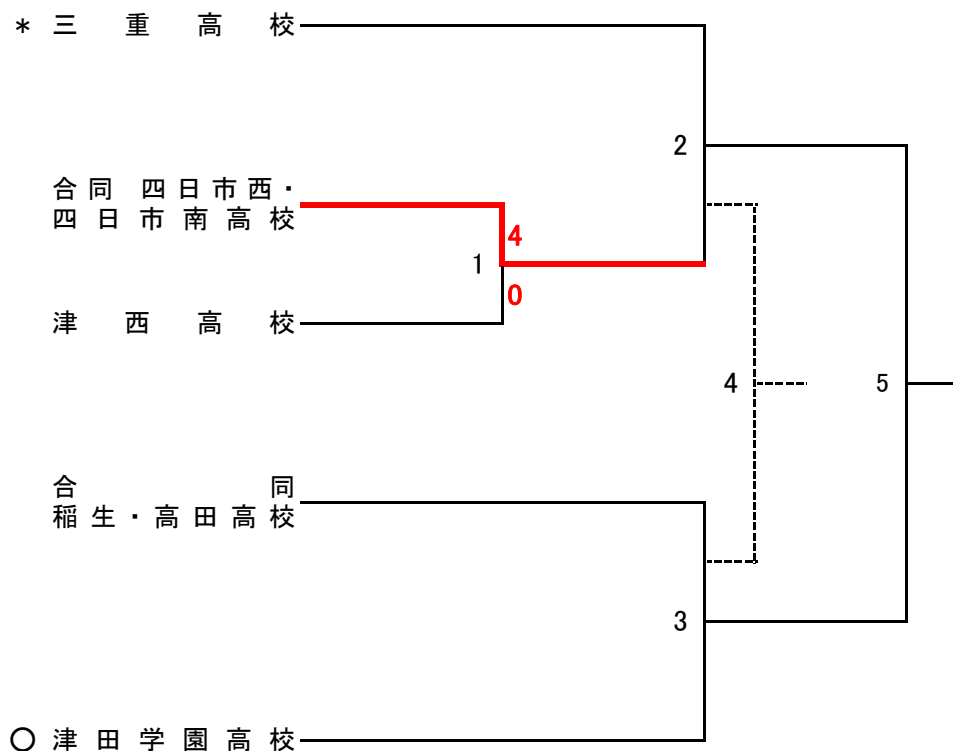 * 三重高校
2
合同 四日市西・
四日市南高校
4
1
0
津西高校
4
5
合同
稲生・高田高校
3
○ 津田学園高校